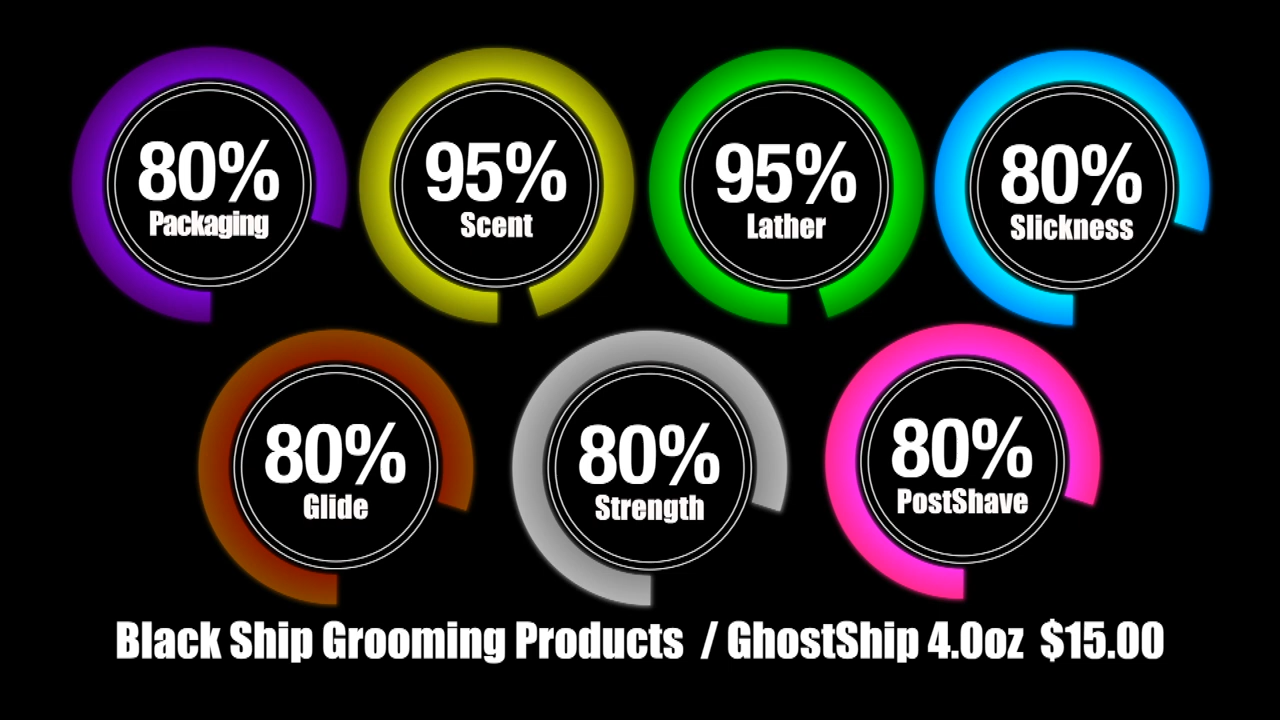 80%
Packaging
95%
Scent
95%
Lather
80%
Slickness
80%
Glide
80%
Strength
80%
PostShave
Black Ship Grooming Products / GhostShip 4.0oz $15.00